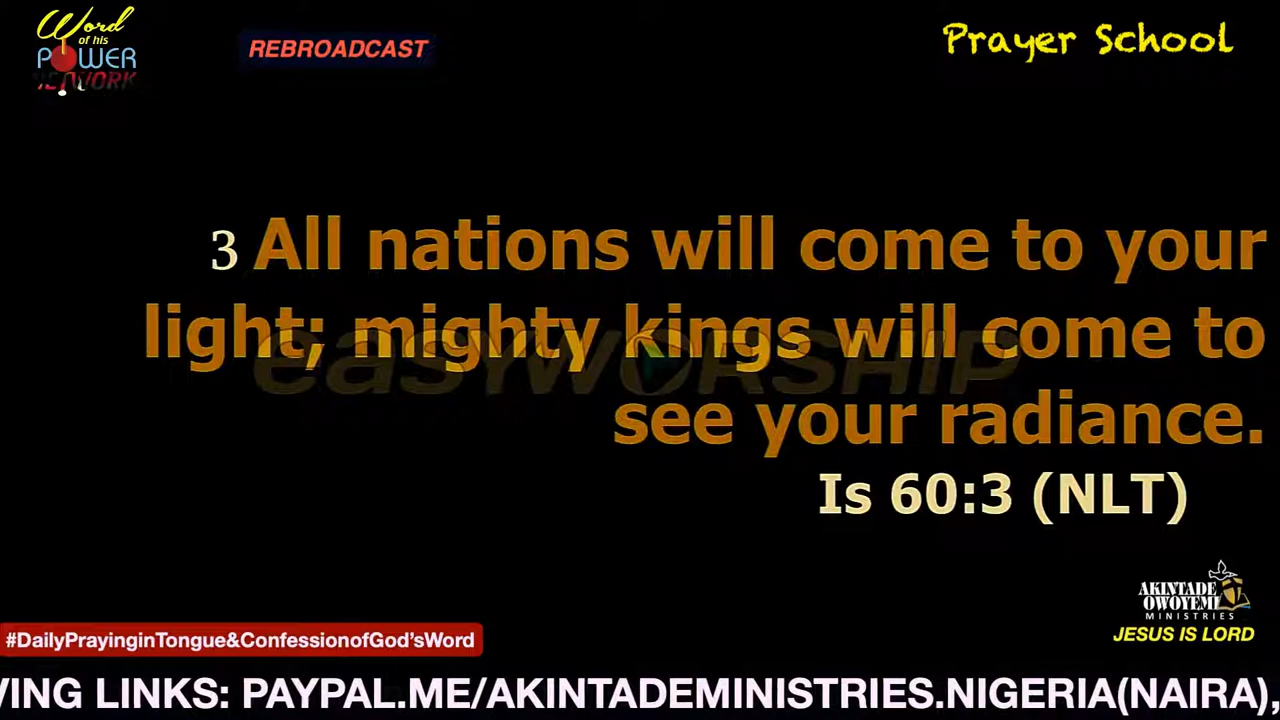 Word
of his
POWER
NETWORK
REBROADCAST
Prayer School
3 All nations will come to your
light; mighty kings will come to
see your radiance.
easyworship
Is 60:3 (NLT)
AKINTADE
OWOYEMI
MINISTRIES
JESUS IS LORD
#DailyPrayinginTongue&ConfessionofGod'sWord
VING LINKS: PAYPAL.ME/AKINTADEMINISTRIES.NIGERIA(NAIRA),